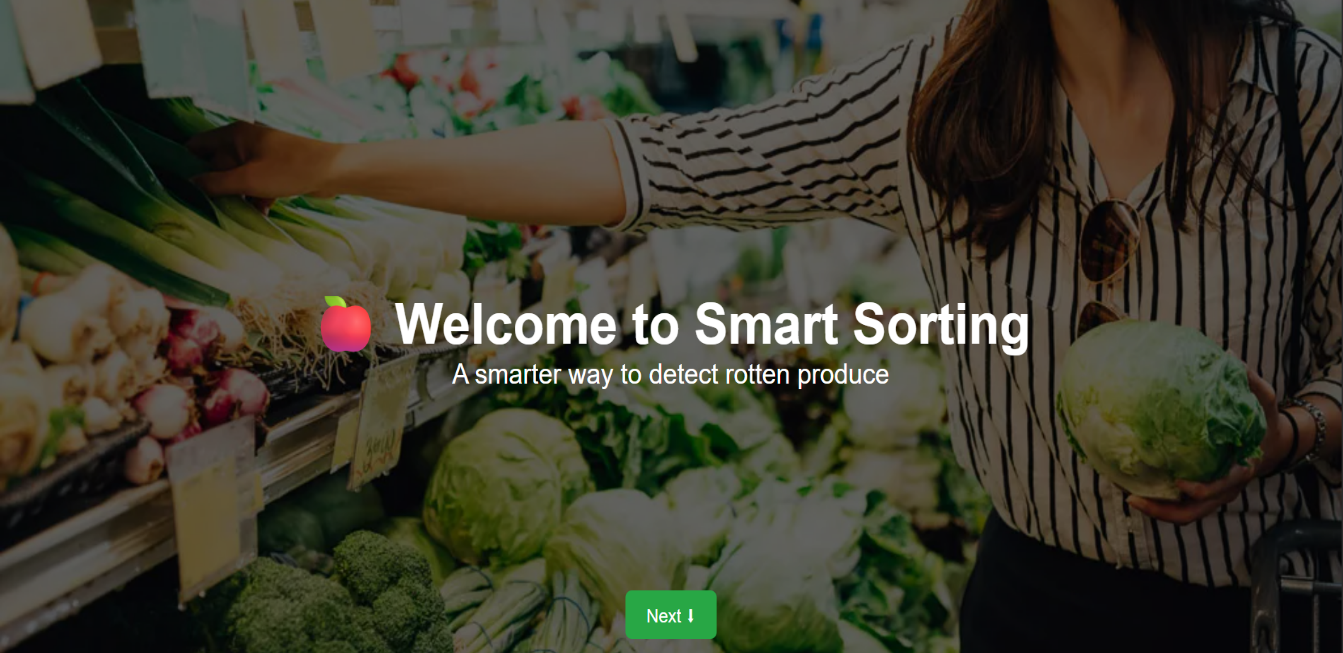 🍎 Welcome to Smart Sorting
A smarter way to detect rotten produce
Next ⬇